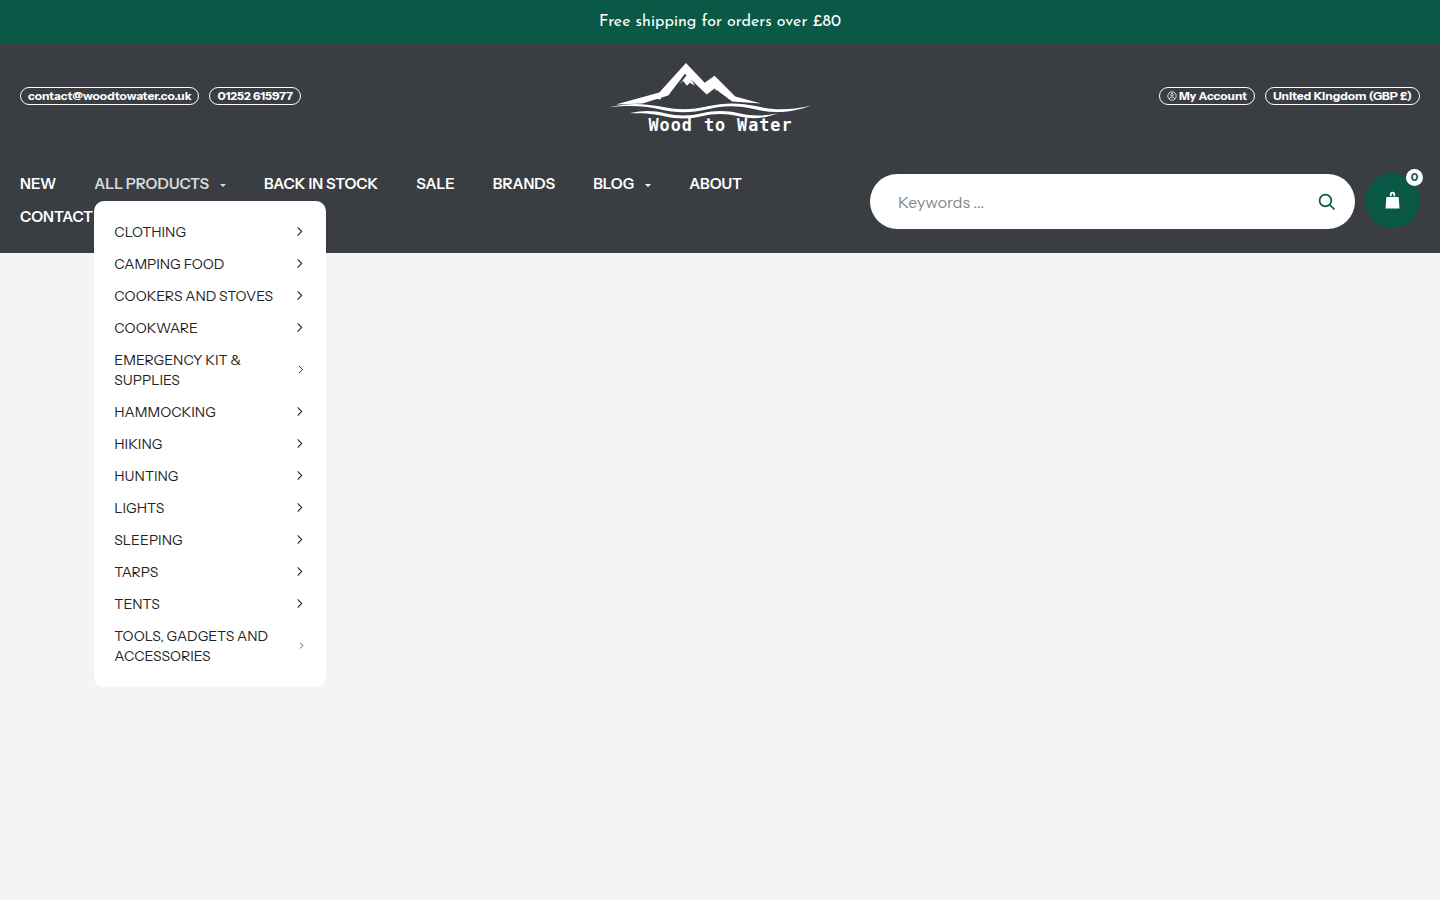 Free shipping for orders over £80
contact@woodtowater.co.uk
01252 615977
Wood to Water
My Account
United Kingdom (GBP £)
NEW
ALL PRODUCTS
BACK IN STOCK
SALE
BRANDS
BLOG
ABOUT
CONTACT
Keywords ...
0
CLOTHING
CAMPING FOOD
COOKERS AND STOVES
COOKWARE
EMERGENCY KIT &
SUPPLIES
HAMMOCKING
HIKING
HUNTING
LIGHTS
SLEEPING
TARPS
TENTS
TOOLS, GADGETS AND
ACCESSORIES